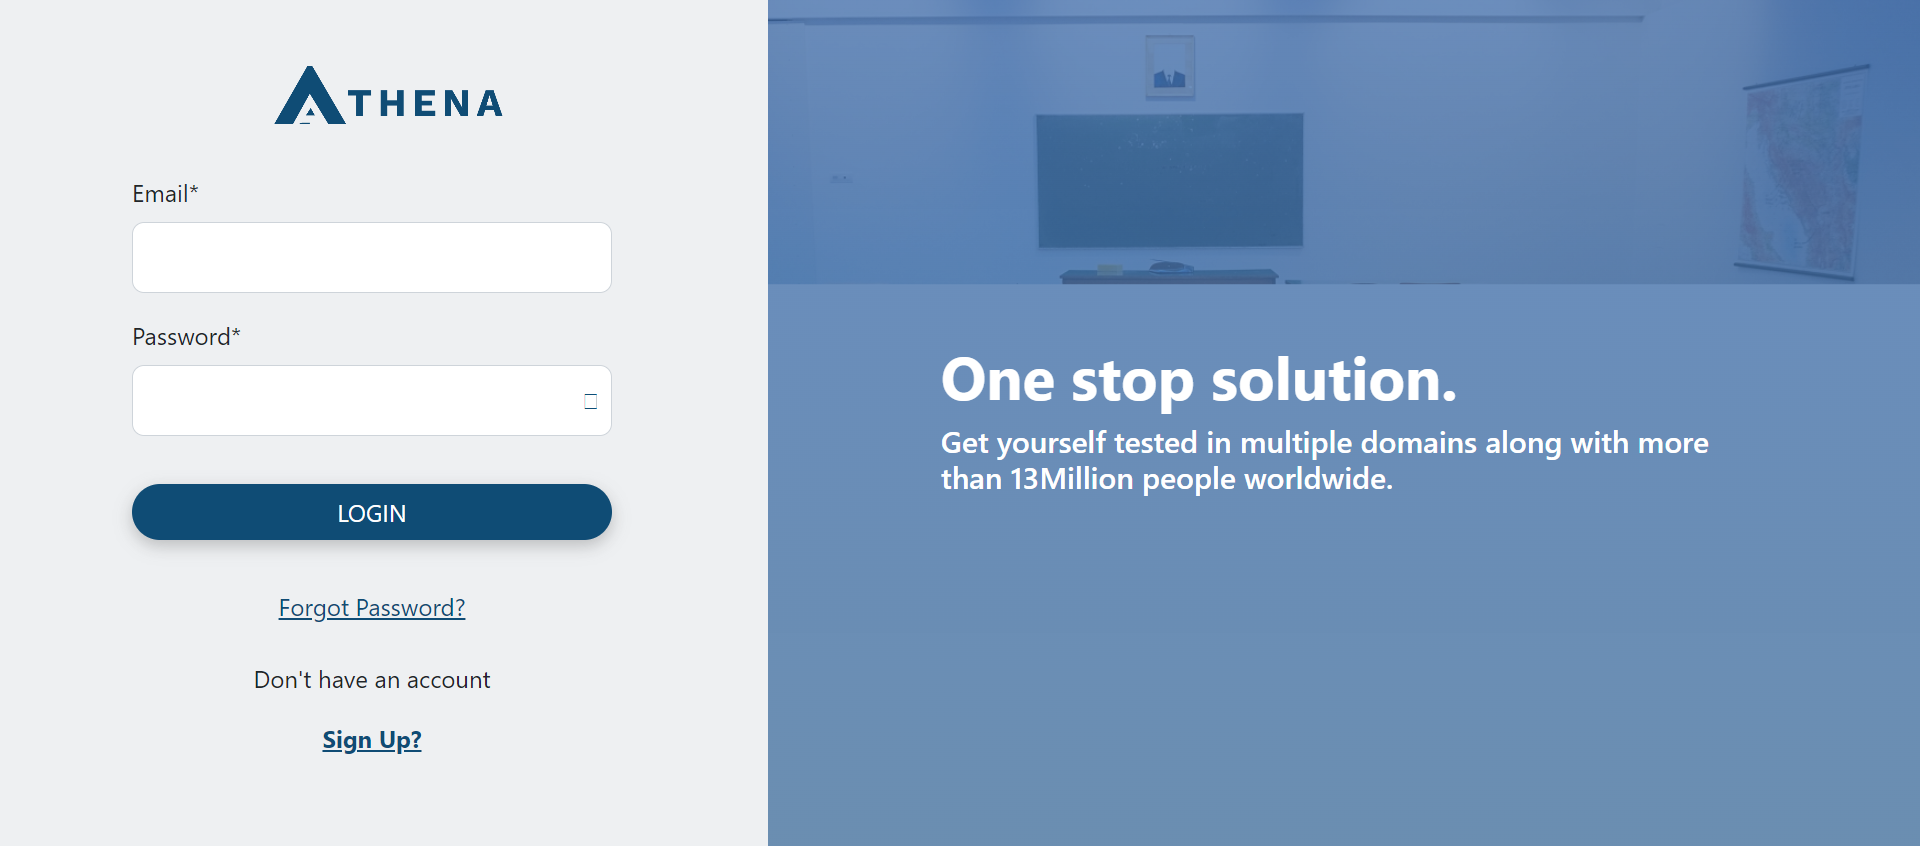 ATHENA
Email*
Password*
LOGIN
Forgot Password?
Don't have an account
Sign Up?
One stop solution.
Get yourself tested in multiple domains along with more
than 13Million people worldwide.